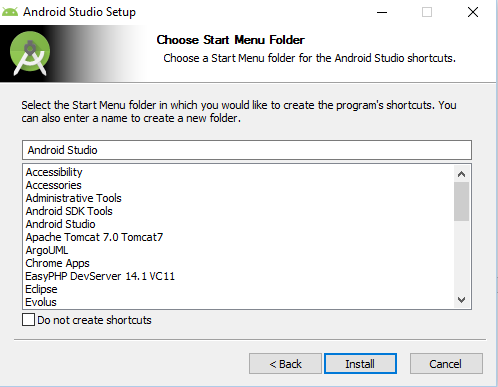 Android Studio Setup
Choose Start Menu Folder
Choose a Start Menu folder for the Android Studio shortcuts.
Select the Start Menu folder in which you would like to create the program's shortcuts. You
can also enter a name to create a new folder.
Android Studio
Accessibility
Accessories
Administrative Tools
Android SDK Tools
Android Studio
Apache Tomcat 7.0 Tomcat7
ArgoUML
Chrome Apps
EasyPHP DevServer 14.1 VC11
Eclipse
Evolus
Do not create shortcuts
< Back
Install
Cancel